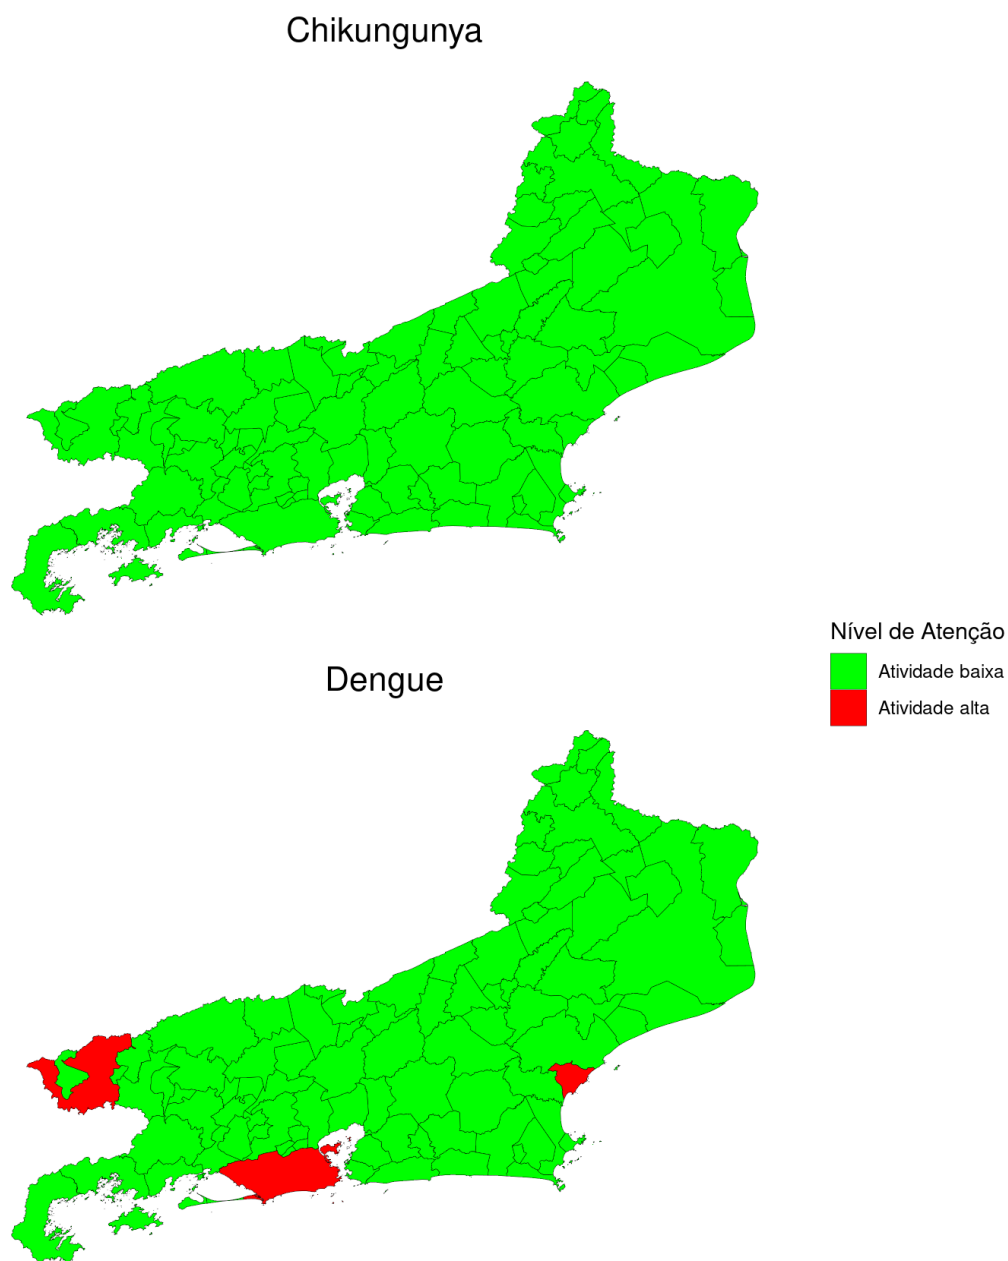 Chikungunya
Nível de Atenção
Atividade baixa
Atividade alta
Dengue